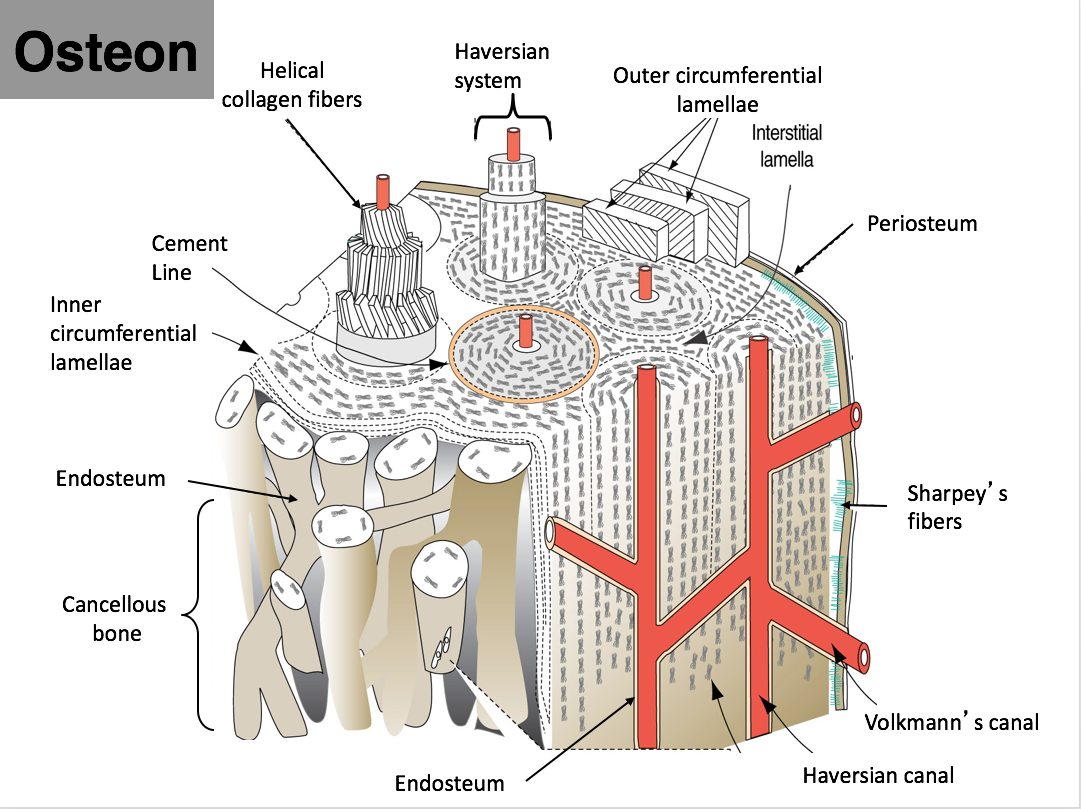 Osteon
Haversian
system
Helical
collagen fibers
Outer circumferential
lamellae
Interstitial
lamella
Periosteum
Cement
Line
Inner
circumferential
lamellae
Endosteum
Sharpey’s
fibers
Cancellous
bone
Volkmann’s canal
Haversian canal
Endosteum